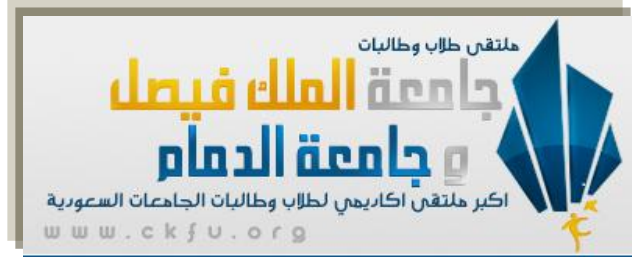 ملتقى طلاب وطالبات
جامعة الملك فيصل
و جامعة الدمام
اكبر ملتقى اكاديمي لطلاب وطالبات الجامعات السعودية
www.ckfu.org